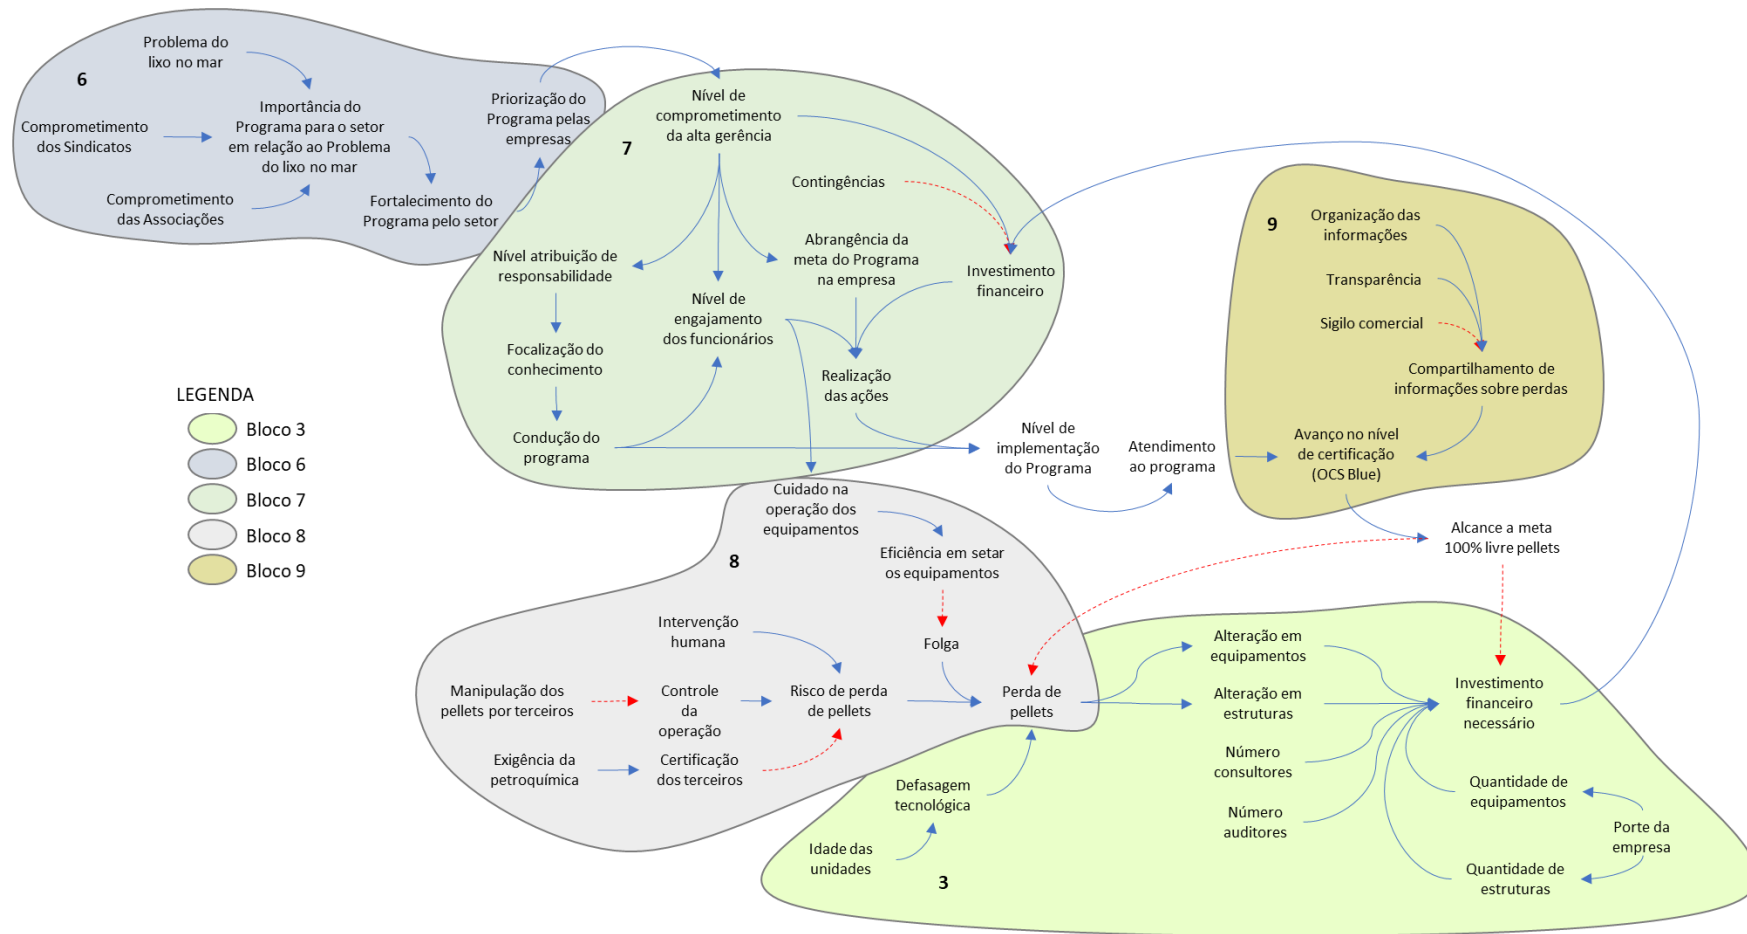 6
Problema do
lixo no mar
Comprometimento
dos Sindicatos
Importância do
Programa para o setor
em relação ao Problema
do lixo no mar
Comprometimento
das Associações
Fortalecimento do
Programa pelo setor
Priorização do
Programa pelas
empresas
7
Nível de
comprometimento
da alta gerência
Contingências
Nível atribuição de
responsabilidade
Abrangência da
meta do Programa
na empresa
Investimento
financeiro
Nível de
engajamento
dos funcionários
Focalização do
conhecimento
Realização
das ações
Condução do
programa
Nível de
implementação
do Programa
Atendimento
ao programa
9
Organização das
informações
Transparência
Sigilo comercial
Compartilhamento de
informações sobre perdas
Avanço no nível
de certificação
(OCS Blue)
Alcance a meta
100% livre pellets
LEGENDA
Bloco 3
Bloco 6
Bloco 7
Bloco 8
Bloco 9
8
Cuidado na
operação dos
equipamentos
Eficiência em setar
os equipamentos
Folga
Intervenção
humana
Manipulação dos
pellets por terceiros
Controle
da
operação
Risco de perda
de pellets
Perda de
pellets
Exigência da
petroquímica
Certificação
dos terceiros
Defasagem
tecnológica
Idade das
unidades
3
Alteração em
equipamentos
Alteração em
estruturas
Número
consultores
Número
auditores
Investimento
financeiro
necessário
Quantidade de
equipamentos
Porte da
empresa
Quantidade de
estruturas